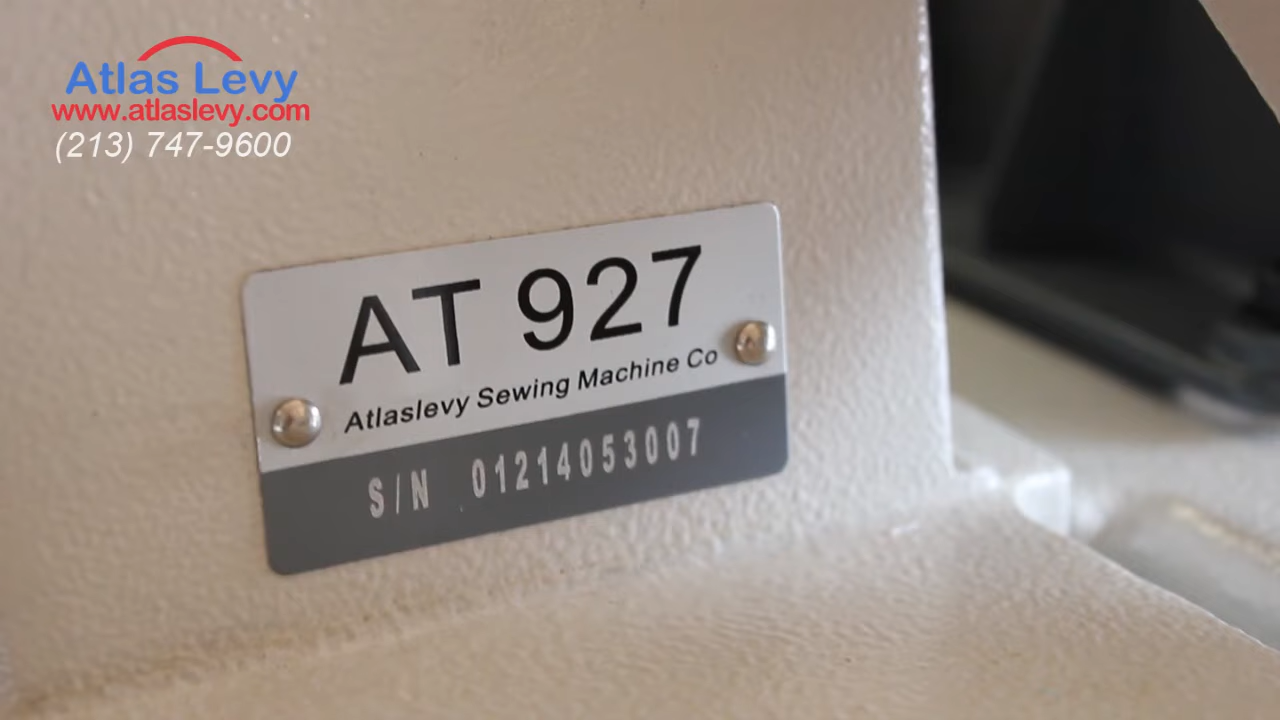 Atlas Levy
www.atlaslevy.com
(213) 747-9600
AT 927
Atlaslevy Sewing Machine Co
S/N 01214053007